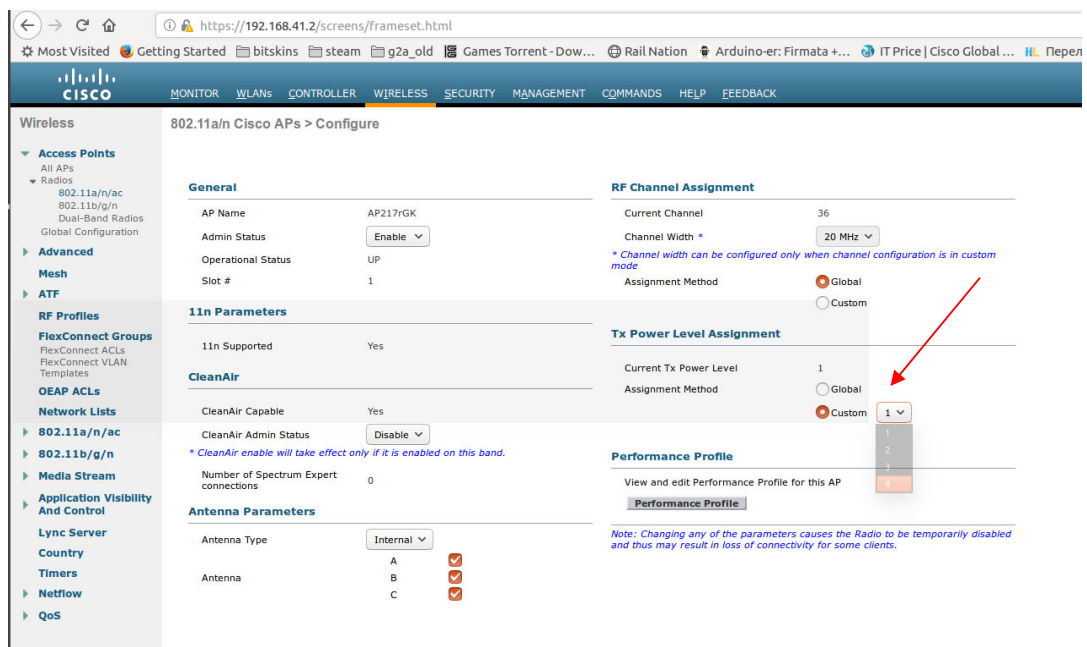 https://192.168.41.2/screens/frameset.html
Most Visited Getting Started bitskins steam g2a_old Games Torrent - Dow... Rail Nation Arduino-er: Firmata +... IT Price | Cisco Global ... HL Перел
CISCO
MONITOR WLANs CONTROLLER WIRELESS SECURITY MANAGEMENT COMMANDS HELP FEEDBACK
Wireless
Access Points
All APs
Radios
802.11a/n/ac
802.11b/g/n
Dual-Band Radios
Global Configuration
Advanced
Mesh
ATF
RF Profiles
FlexConnect Groups
FlexConnect ACLs
FlexConnect VLAN
Templates
OEAP ACLs
Network Lists
802.11a/n/ac
802.11b/g/n
Media Stream
Application Visibility
And Control
Lync Server
Country
Timers
Netflow
QoS
802.11a/n Cisco APs > Configure
General
AP Name AP217rGK
Admin Status Enable
Operational Status UP
Slot # 1
11n Parameters
11n Supported Yes
CleanAir
CleanAir Capable Yes
CleanAir Admin Status Disable
* CleanAir enable will take effect only if it is enabled on this band.
Number of Spectrum Expert
connections 0
Antenna Parameters
Antenna Type Internal
A
Antenna B
C
RF Channel Assignment
Current Channel 36
Channel Width * 20 MHz
* Channel width can be configured only when channel configuration is in custom
mode
Assignment Method Global
Custom
Tx Power Level Assignment
Current Tx Power Level 1
Assignment Method Global
Custom 1
1
2
3
4
Performance Profile
View and edit Performance Profile for this AP
Performance Profile
Note: Changing any of the parameters causes the Radio to be temporarily disabled
and thus may result in loss of connectivity for some clients.